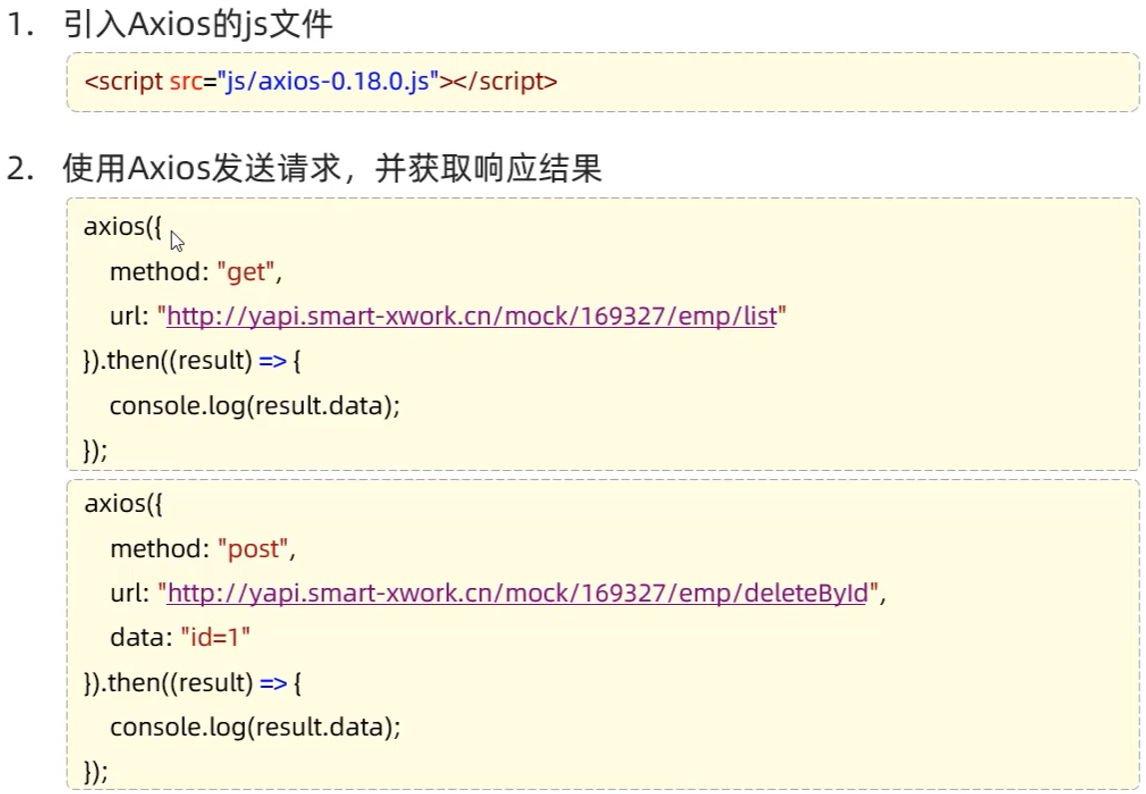 1. 引入Axios的js文件
<script src="js/axios-0.18.0.js"></script>
2. 使用Axios发送请求，并获取响应结果
axios({
method: "get",
url: "http://yapi.smart-xwork.cn/mock/169327/emp/list"
}).then((result) => {
console.log(result.data);
});
axios({
method: "post",
url: "http://yapi.smart-xwork.cn/mock/169327/emp/deleteById",
data: "id=1"
}).then((result) => {
console.log(result.data);
});